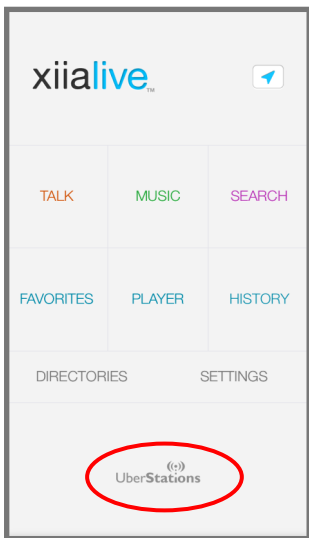 xiialive™
TALK MUSIC SEARCH
FAVORITES PLAYER HISTORY
DIRECTORIES SETTINGS
UberStations